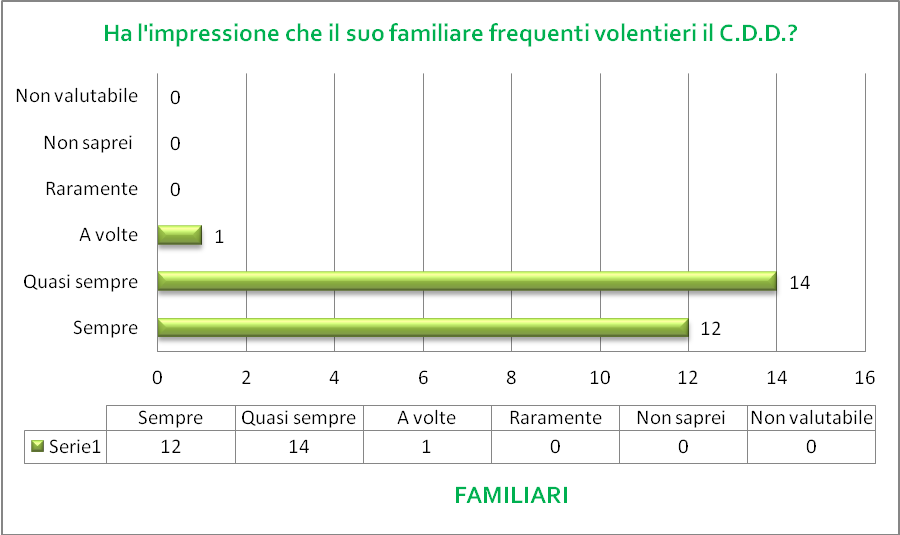 Ha l'impressione che il suo familiare frequenti volentieri il C.D.D.?
Non valutabile 0
Non saprei 0
Raramente 0
A volte 1
Quasi sempre 14
Sempre 12
0 2 4 6 8 10 12 14 16
Sempre Quasi sempre A volte Raramente Non saprei Non valutabile
Serie1 12 14 1 0 0 0
FAMILIARI